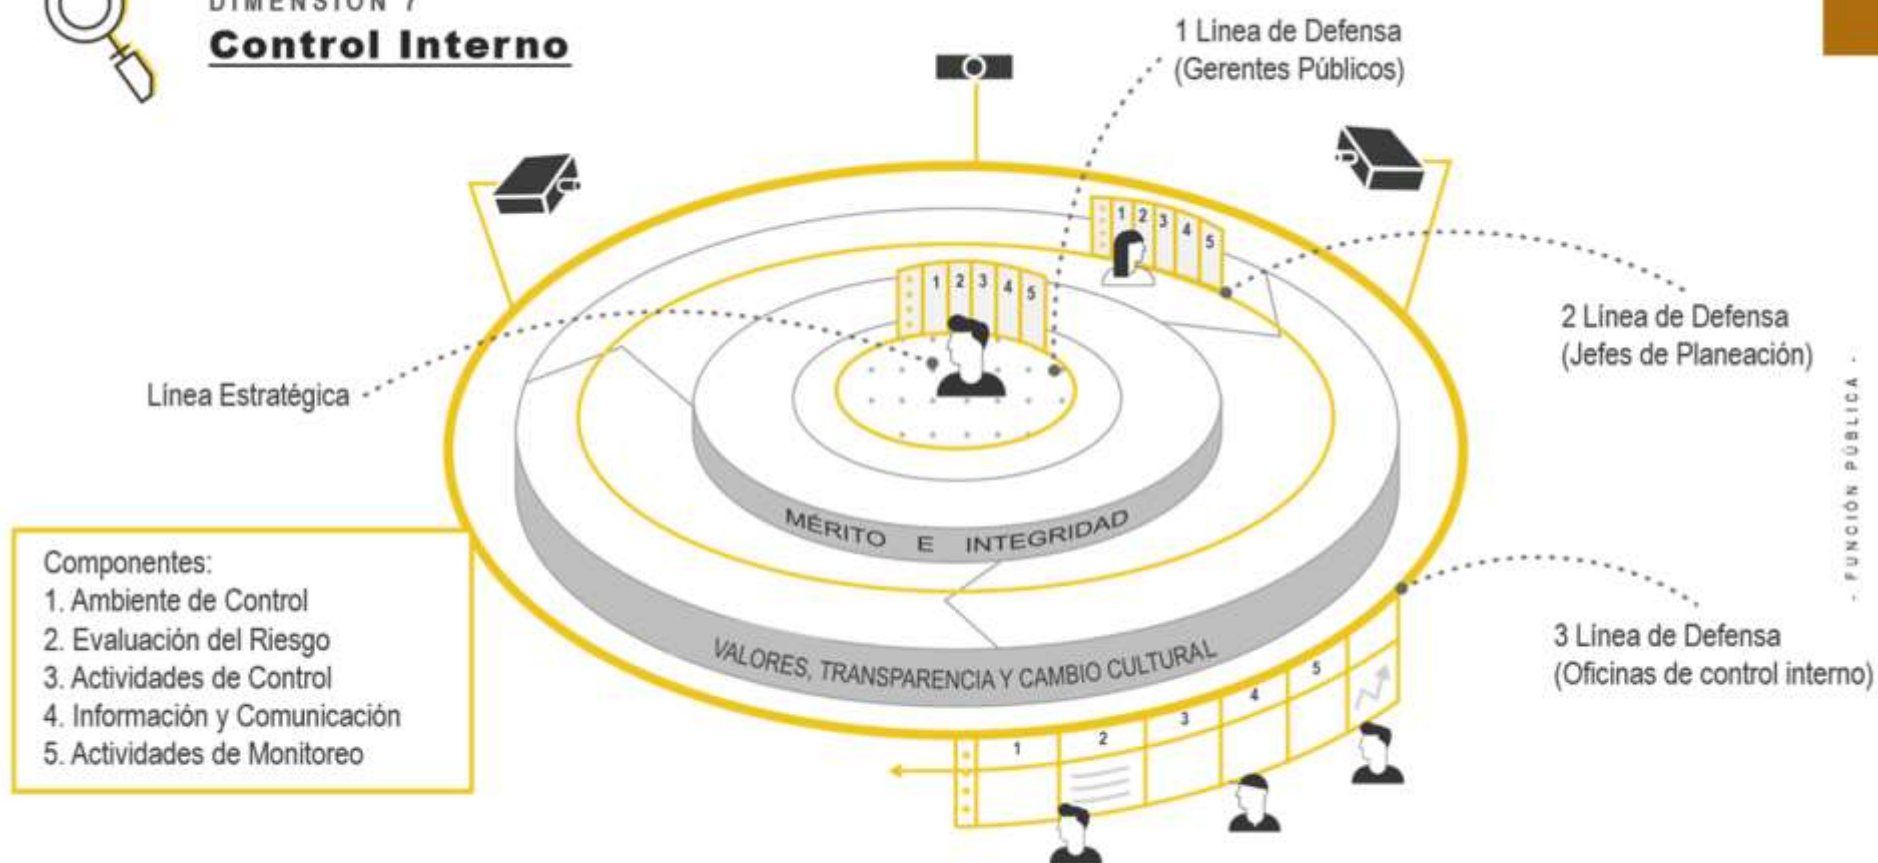 DIMENSIÓN 7
Control Interno
1 Línea de Defensa
(Gerentes Públicos)
1 2 3 4 5
1 2 3 4 5
2 Línea de Defensa
(Jefes de Planeación)
Línea Estratégica
- FUNCIÓN PÚBLICA -
MÉRITO E INTEGRIDAD
Componentes:
1. Ambiente de Control
2. Evaluación del Riesgo
3. Actividades de Control
4. Información y Comunicación
5. Actividades de Monitoreo
VALORES, TRANSPARENCIA Y CAMBIO CULTURAL
3 Línea de Defensa
(Oficinas de control interno)
1 2 3 4 5